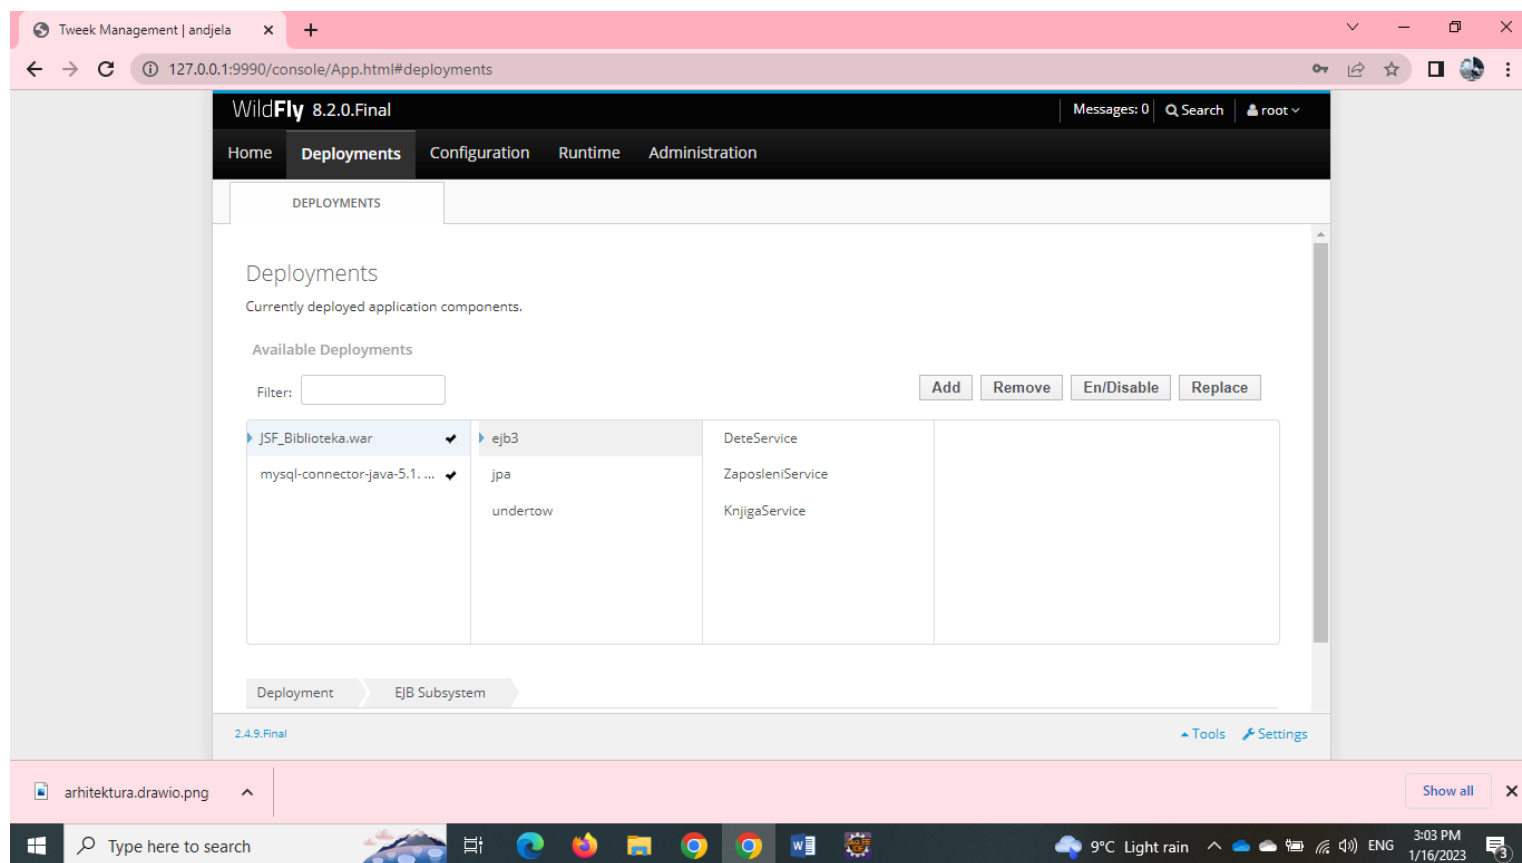 Tweek Management | andjela
127.0.0.1:9990/console/App.html#deployments
WildFly 8.2.0.Final
Messages: 0
Search
root
Home
Deployments
Configuration
Runtime
Administration
DEPLOYMENTS
Deployments
Currently deployed application components.
Available Deployments
Filter:
Add
Remove
En/Disable
Replace
JSF_Biblioteka.war
ejb3
DeteService
mysql-connector-java-5.1. ...
jpa
ZaposleniService
undertow
KnjigaService
Deployment
EJB Subsystem
2.4.9.Final
Tools
Settings
arhitektura.drawio.png
Show all
Type here to search
9°C Light rain
ENG
3:03 PM
1/16/2023
3